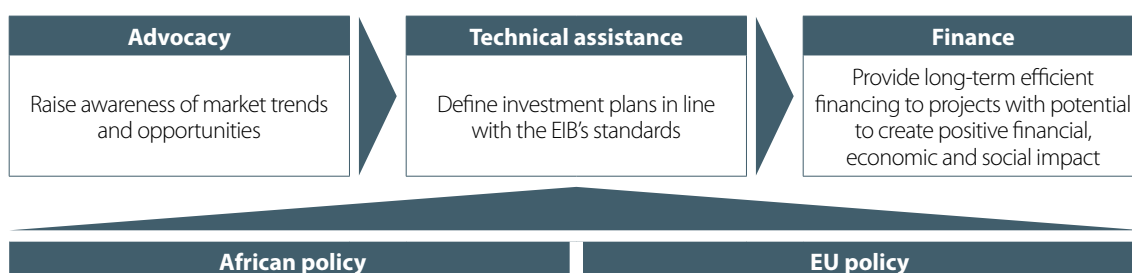 Advocacy
Raise awareness of market trends
and opportunities
Technical assistance
Define investment plans in line
with the EIB's standards
Finance
Provide long-term efficient
financing to projects with potential
to create positive financial,
economic and social impact
African policy
EU policy